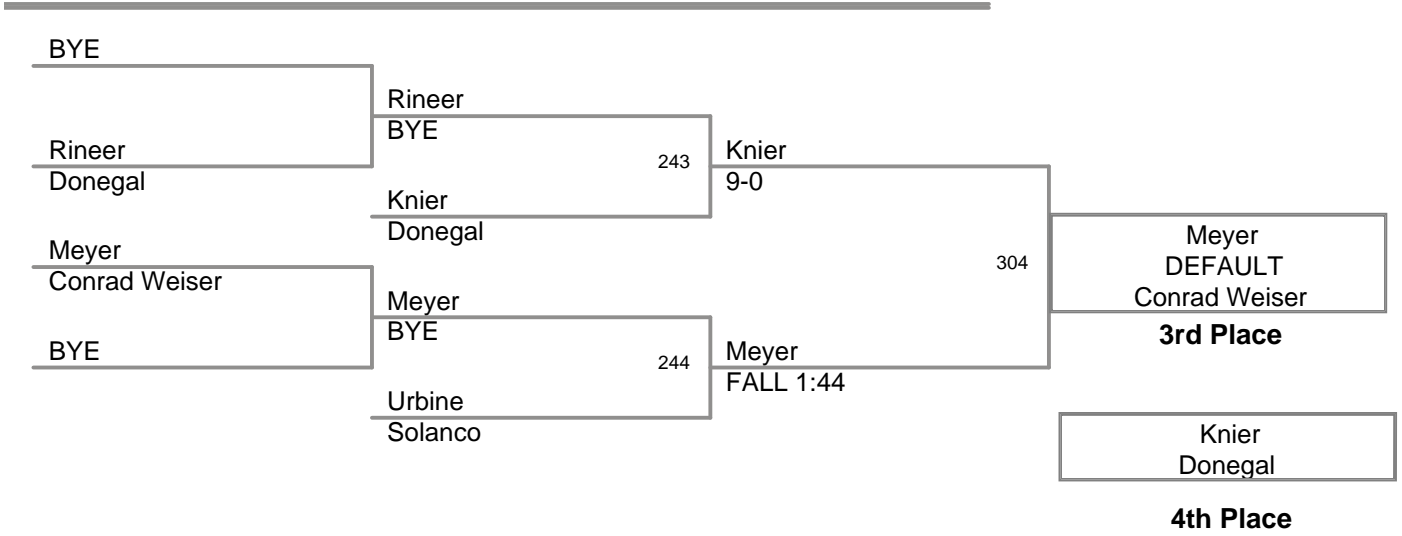 BYE
Rineer
BYE
Rineer
Donegal
243
Knier
9-0
Knier
Donegal
Meyer
Conrad Weiser
304
Meyer
DEFAULT
Conrad Weiser
3rd Place
Meyer
BYE
BYE
244
Meyer
FALL 1:44
Urbine
Solanco
Knier
Donegal
4th Place